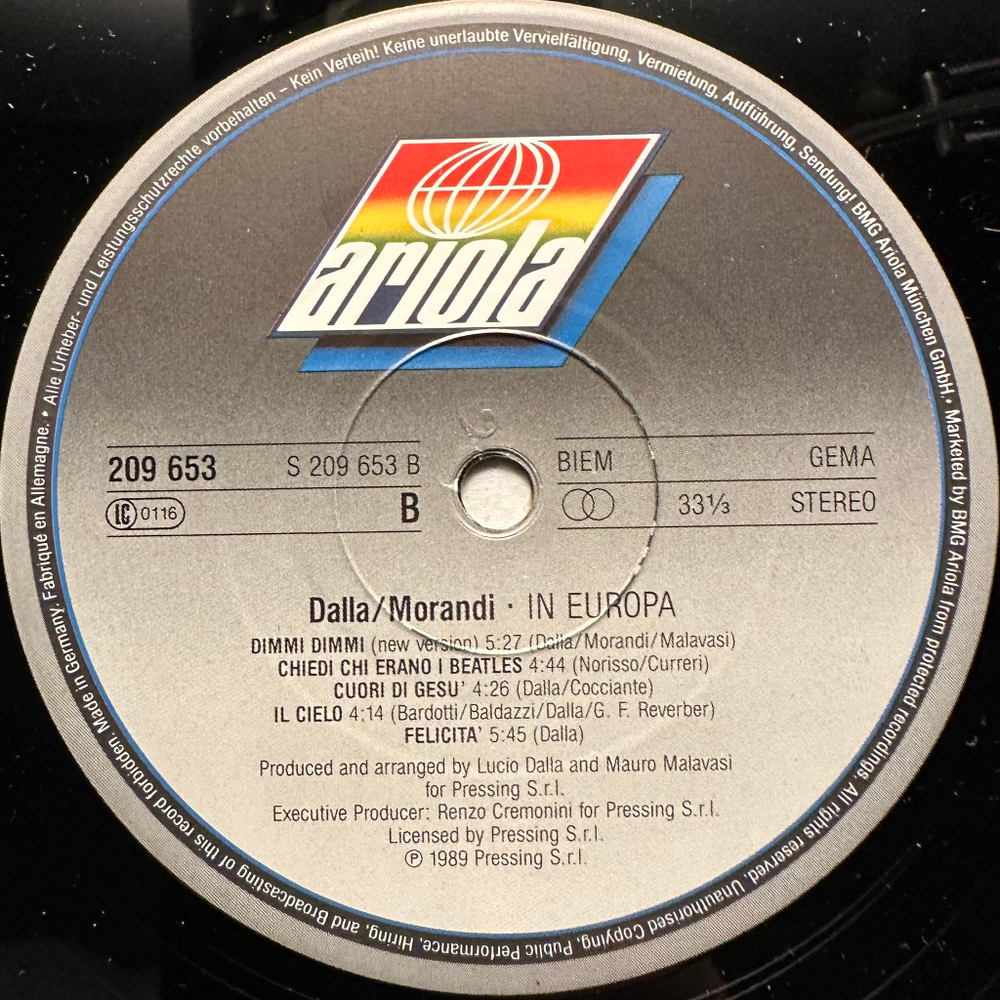 Alle Urheber- und Leistungsschutzrechte vorbehalten – Kein Verleih! Keine unerlaubte Vervielfältigung, Vermietung, Aufführung, Sendung! BMG Ariola München GmbH. • Marketed by BMG Ariola from protected recordings. All rights reserved. Unauthorised Copying, Public Performance, Hiring, and Broadcasting of this record forbidden. Made in Germany. Fabriqué en Allemagne. •
ariola
209 653 S 209 653 B BIEM GEMA
LC 0116 B 33⅓ STEREO
Dalla/Morandi · IN EUROPA
DIMMI DIMMI (new version) 5:27 (Dalla/Morandi/Malavasi)
CHIEDI CHI ERANO I BEATLES 4:44 (Norisso/Curreri)
CUORI DI GESU' 4:26 (Dalla/Cocciante)
IL CIELO 4:14 (Bardotti/Baldazzi/Dalla/G. F. Reverber)
FELICITA' 5:45 (Dalla)
Produced and arranged by Lucio Dalla and Mauro Malavasi
for Pressing S.r.l.
Executive Producer: Renzo Cremonini for Pressing S.r.l.
Licensed by Pressing S.r.l.
℗ 1989 Pressing S.r.l.